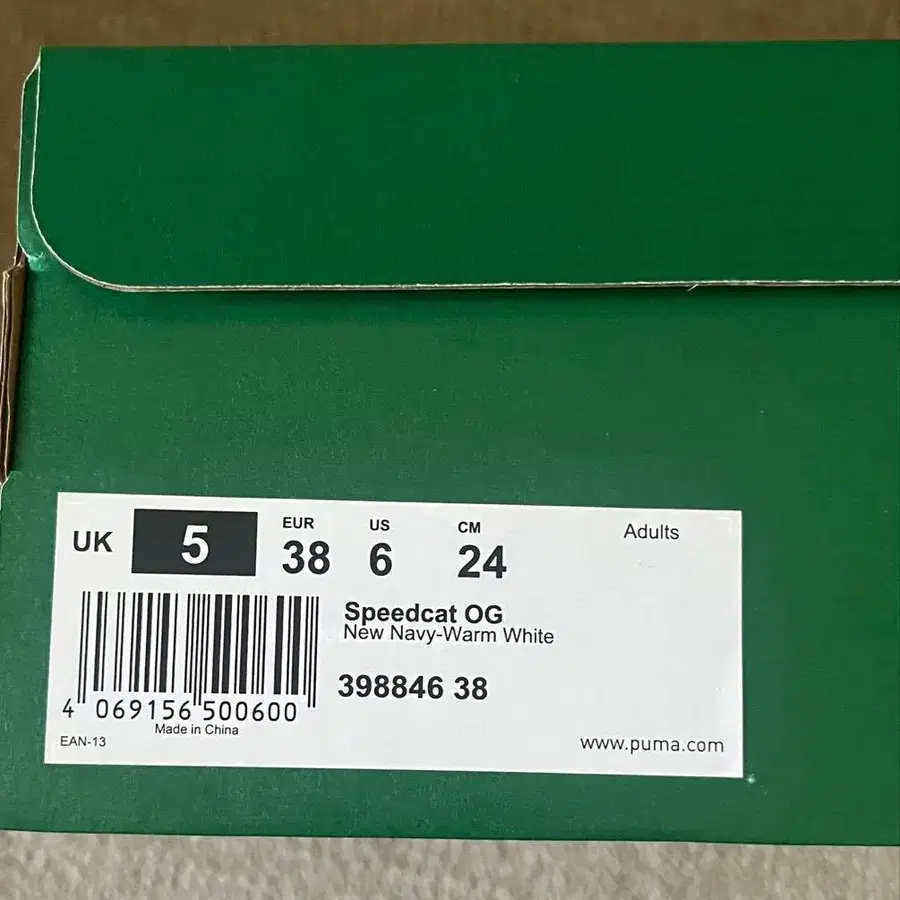 UK 5
EUR 38
US 6
CM 24
Adults
Speedcat OG
New Navy-Warm White
398846 38
4 069156 500600
Made in China
EAN-13
www.puma.com